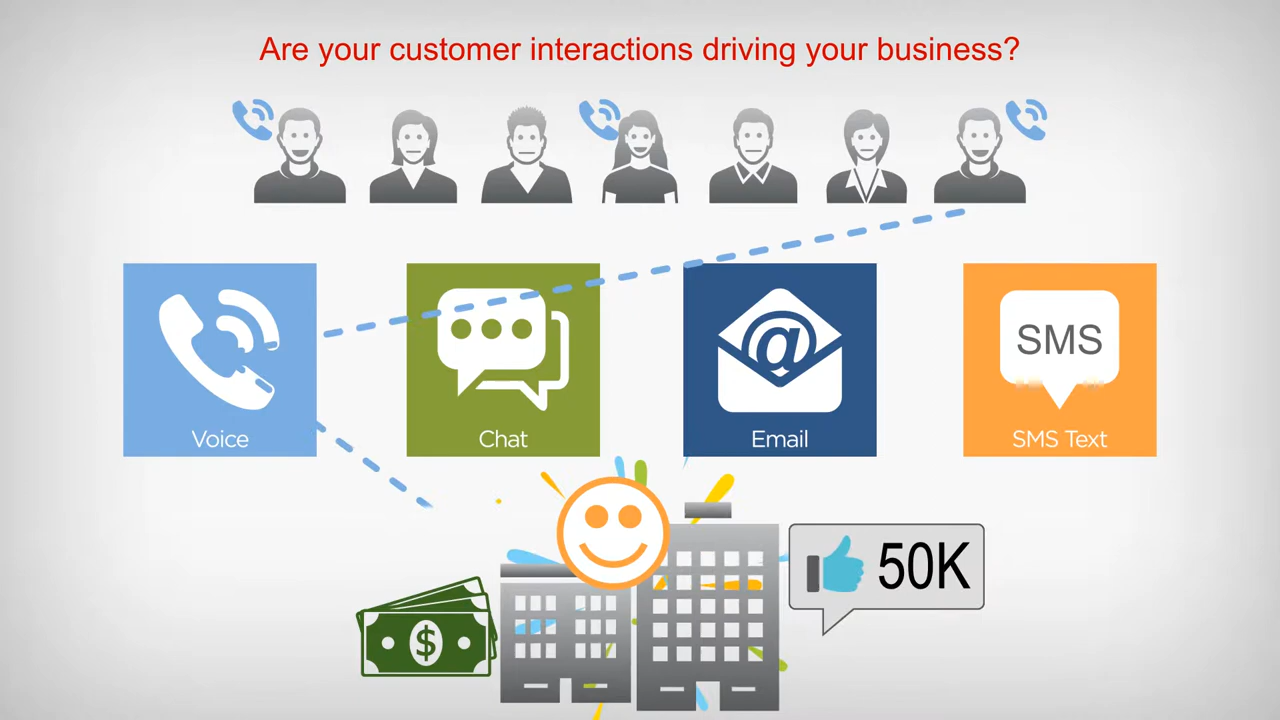 Are your customer interactions driving your business?
SMS
Voice
Chat
Email
SMS Text
@
50K
$